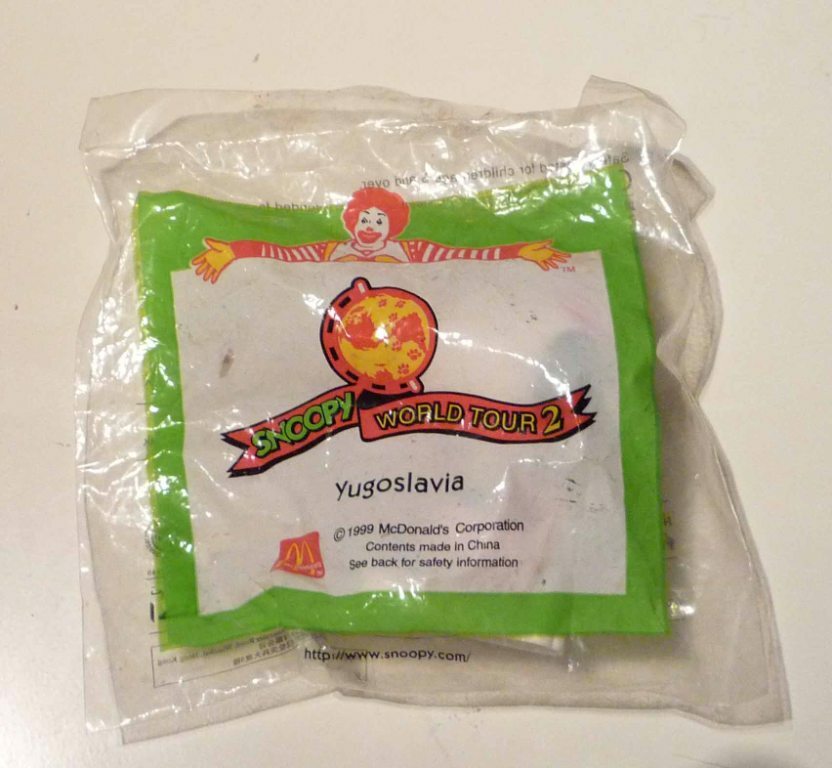 TM
SNOOPY WORLD TOUR 2
Yugoslavia
©1999 McDonald's Corporation
Contents made in China
See back for safety information
http://www.snoopy.com/